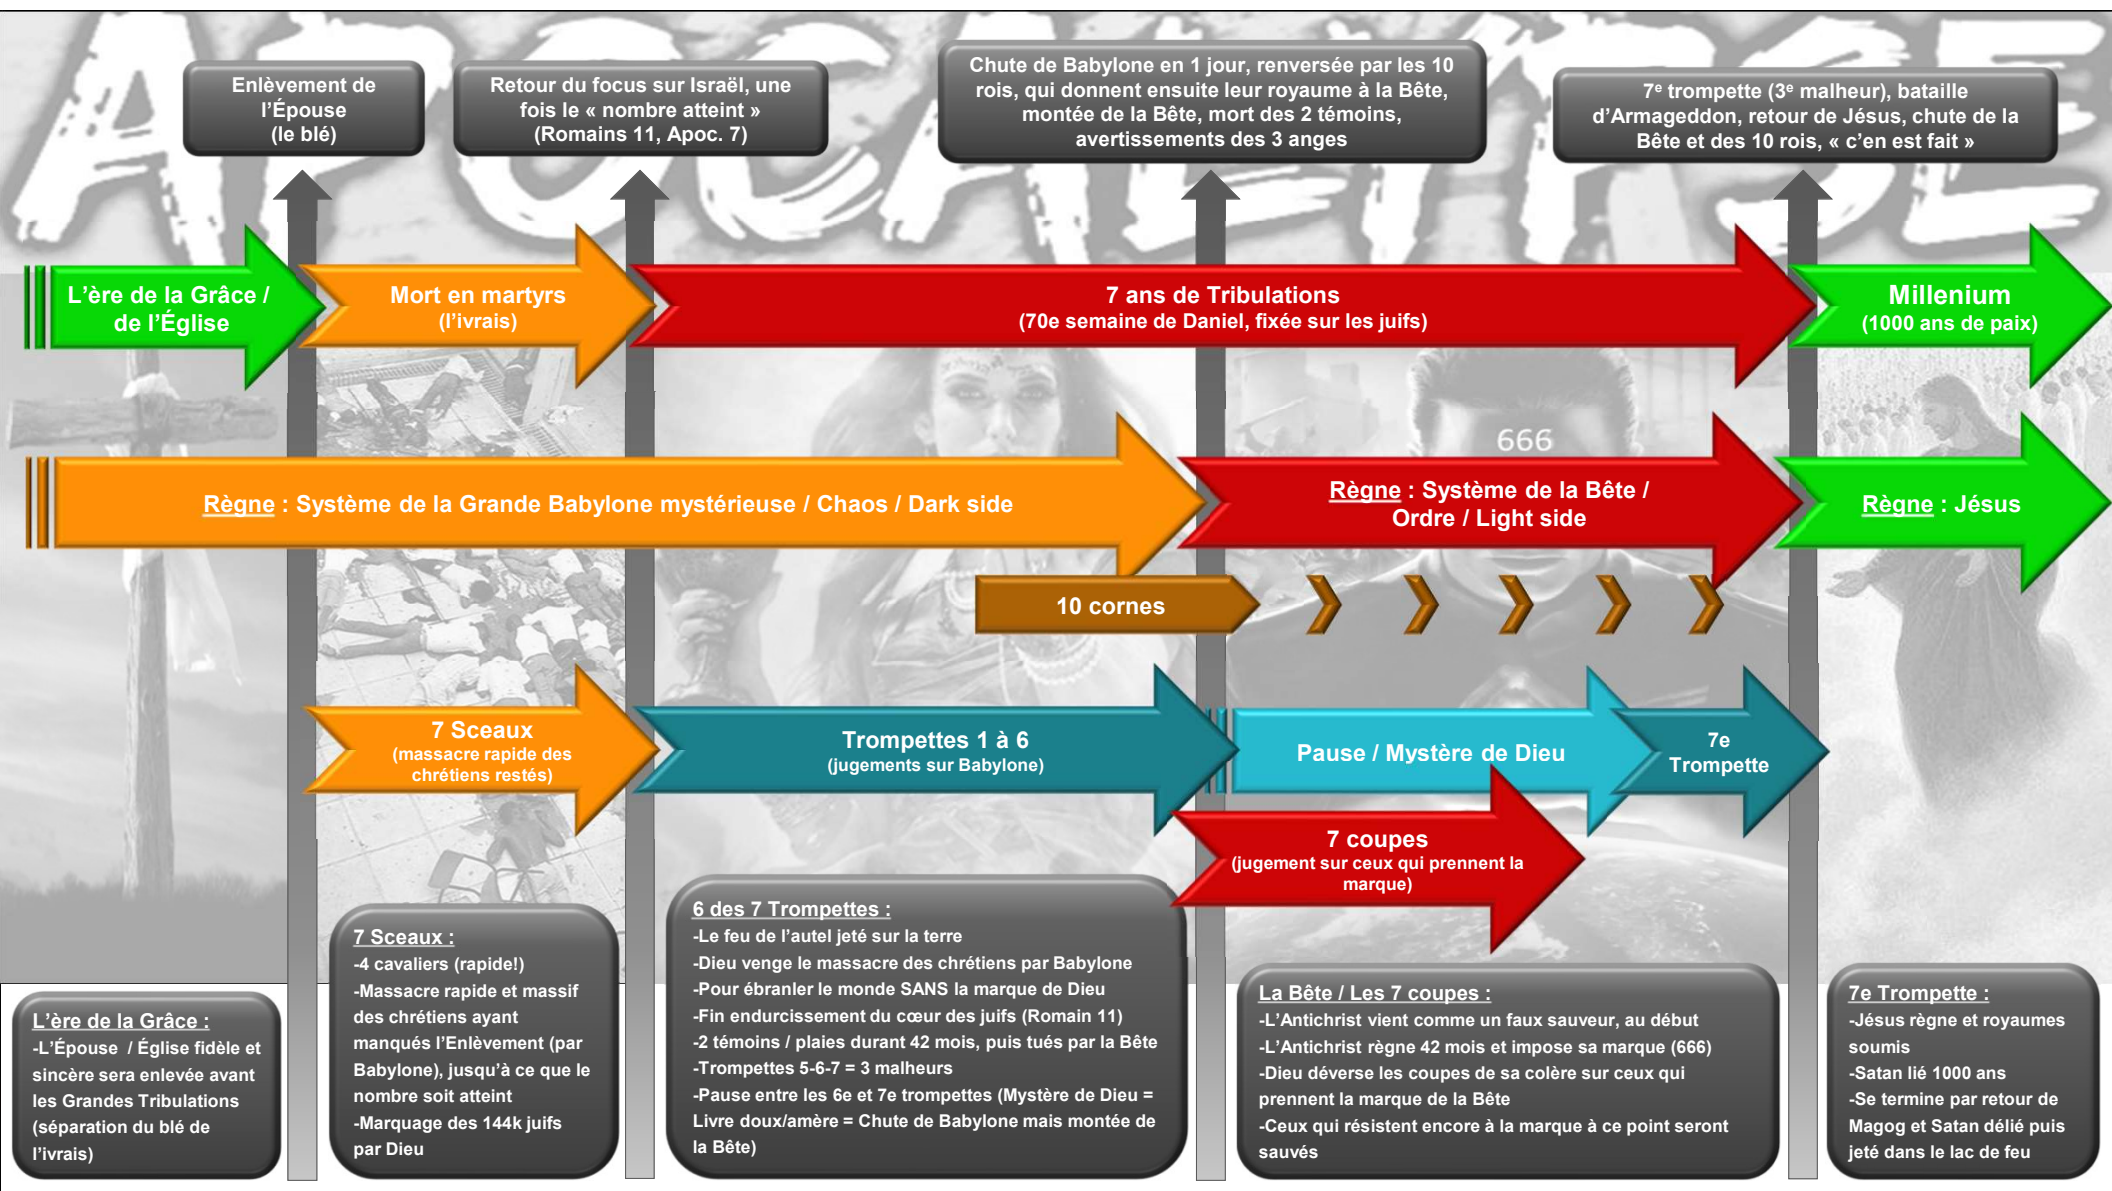 APOCALYPSE
Enlèvement de
l’Épouse
(le blé)
Retour du focus sur Israël, une
fois le « nombre atteint »
(Romains 11, Apoc. 7)
Chute de Babylone en 1 jour, renversée par les 10
rois, qui donnent ensuite leur royaume à la Bête,
montée de la Bête, mort des 2 témoins,
avertissements des 3 anges
7e trompette (3e malheur), bataille
d’Armageddon, retour de Jésus, chute de la
Bête et des 10 rois, « c’en est fait »
L’ère de la Grâce /
de l’Église
Mort en martyrs
(l’ivrais)
7 ans de Tribulations
(70e semaine de Daniel, fixée sur les juifs)
Millenium
(1000 ans de paix)
666
Règne : Système de la Grande Babylone mystérieuse / Chaos / Dark side
Règne : Système de la Bête /
Ordre / Light side
Règne : Jésus
10 cornes
7 Sceaux
(massacre rapide des
chrétiens restés)
Trompettes 1 à 6
(jugements sur Babylone)
Pause / Mystère de Dieu
7e
Trompette
7 coupes
(jugement sur ceux qui prennent la
marque)
L’ère de la Grâce :
-L’Épouse / Église fidèle et
sincère sera enlevée avant
les Grandes Tribulations
(séparation du blé de
l’ivrais)
7 Sceaux :
-4 cavaliers (rapide!)
-Massacre rapide et massif
des chrétiens ayant
manqués l’Enlèvement (par
Babylone), jusqu’à ce que le
nombre soit atteint
-Marquage des 144k juifs
par Dieu
6 des 7 Trompettes :
-Le feu de l’autel jeté sur la terre
-Dieu venge le massacre des chrétiens par Babylone
-Pour ébranler le monde SANS la marque de Dieu
-Fin endurcissement du cœur des juifs (Romain 11)
-2 témoins / plaies durant 42 mois, puis tués par la Bête
-Trompettes 5-6-7 = 3 malheurs
-Pause entre les 6e et 7e trompettes (Mystère de Dieu =
Livre doux/amère = Chute de Babylone mais montée de
la Bête)
La Bête / Les 7 coupes :
-L’Antichrist vient comme un faux sauveur, au début
-L’Antichrist règne 42 mois et impose sa marque (666)
-Dieu déverse les coupes de sa colère sur ceux qui
prennent la marque de la Bête
-Ceux qui résistent encore à la marque à ce point seront
sauvés
7e Trompette :
-Jésus règne et royaumes
soumis
-Satan lié 1000 ans
-Se termine par retour de
Magog et Satan délié puis
jeté dans le lac de feu